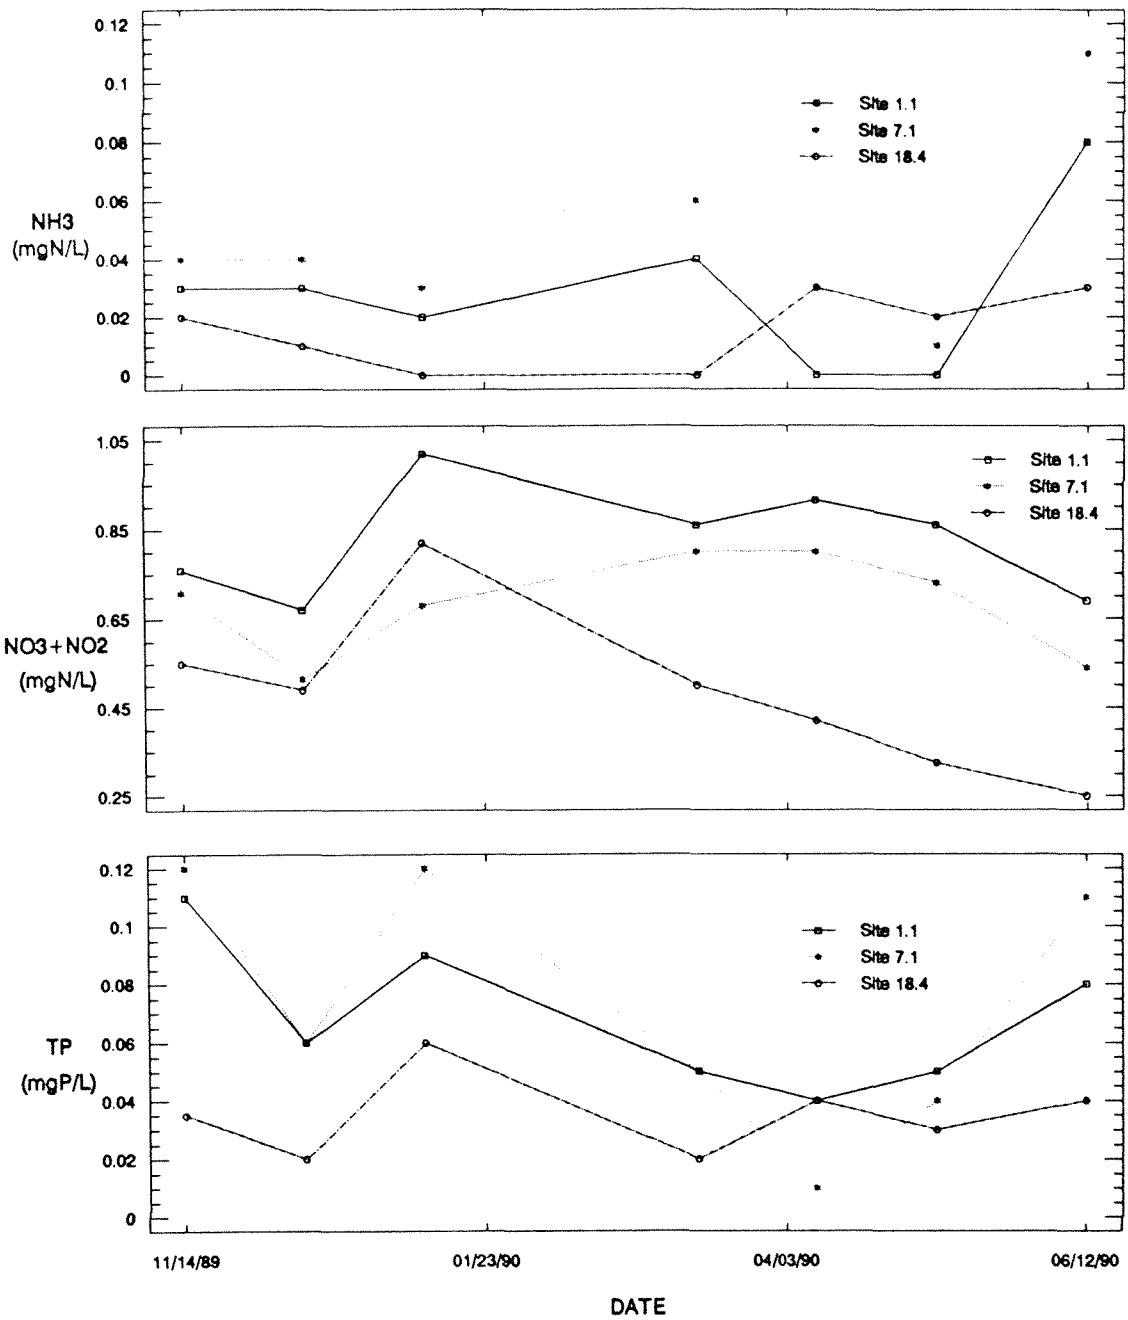 0.12
0.1
0.08
0.06
0.04
0.02
0
NH3
(mgN/L)
Site 1.1
Site 7.1
Site 18.4
1.05
0.85
0.65
0.45
0.25
NO3+NO2
(mgN/L)
Site 1.1
Site 7.1
Site 18.4
0.12
0.1
0.08
0.06
0.04
0.02
0
TP
(mgP/L)
Site 1.1
Site 7.1
Site 18.4
11/14/89 01/23/90 04/03/90 06/12/90
DATE